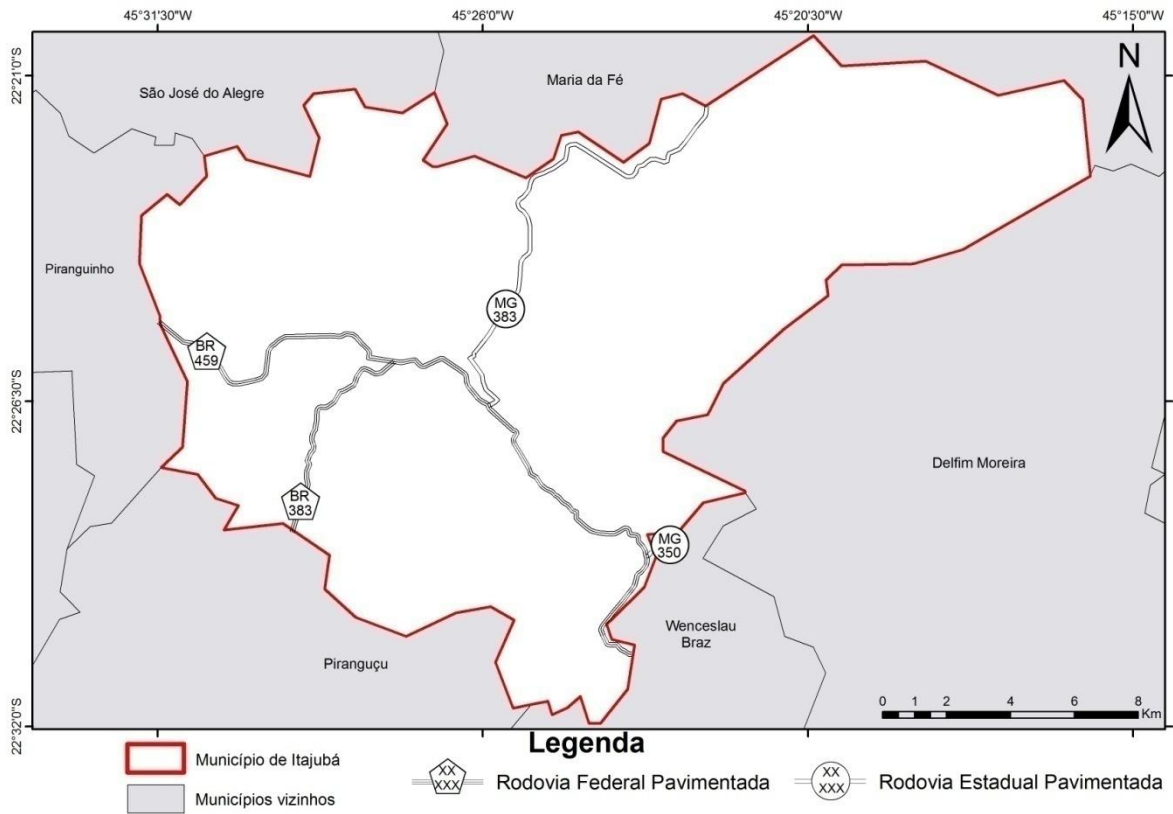 45°31'30"W
45°26'0"W
45°20'30"W
45°15'0"W
22°21'0"S
22°26'30"S
22°32'0"S
N
São José do Alegre
Maria da Fé
Piranguinho
MG
383
BR
459
Delfim Moreira
BR
383
MG
350
Wenceslau
Braz
Piranguçu
0 1 2 4 6 8
Km
Legenda
Município de Itajubá
Municípios vizinhos
XX
XXX
Rodovia Federal Pavimentada
XX
XXX
Rodovia Estadual Pavimentada